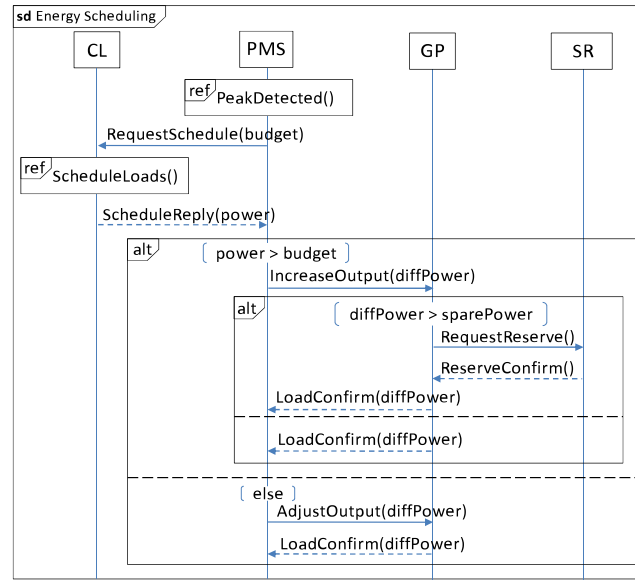 sd Energy Scheduling
CL
PMS
GP
SR
ref
PeakDetected()
RequestSchedule(budget)
ref
ScheduleLoads()
ScheduleReply(power)
alt
[ power > budget ]
IncreaseOutput(diffPower)
alt
[ diffPower > sparePower ]
RequestReserve()
ReserveConfirm()
LoadConfirm(diffPower)
LoadConfirm(diffPower)
[ else ]
AdjustOutput(diffPower)
LoadConfirm(diffPower)